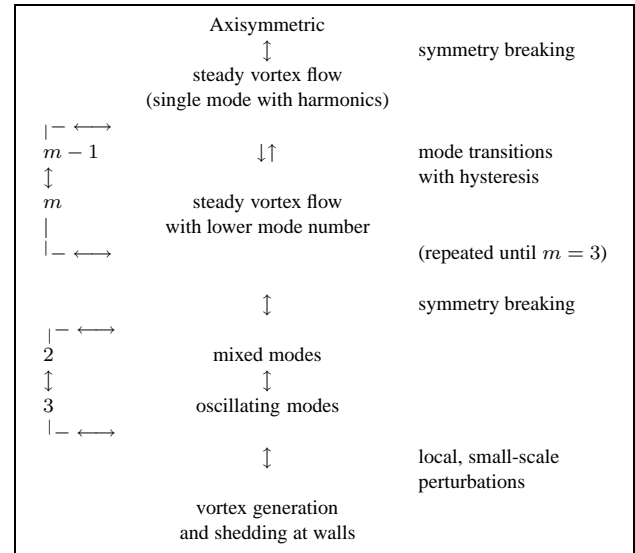 Axisymmetric
↕ symmetry breaking
steady vortex flow
(single mode with harmonics)
m − 1 ↓↑ mode transitions
↕ with hysteresis
m steady vortex flow
with lower mode number
(repeated until m = 3)
↕ symmetry breaking
2 mixed modes
↕ ↕
3 oscillating modes
↕ local, small-scale
perturbations
vortex generation
and shedding at walls